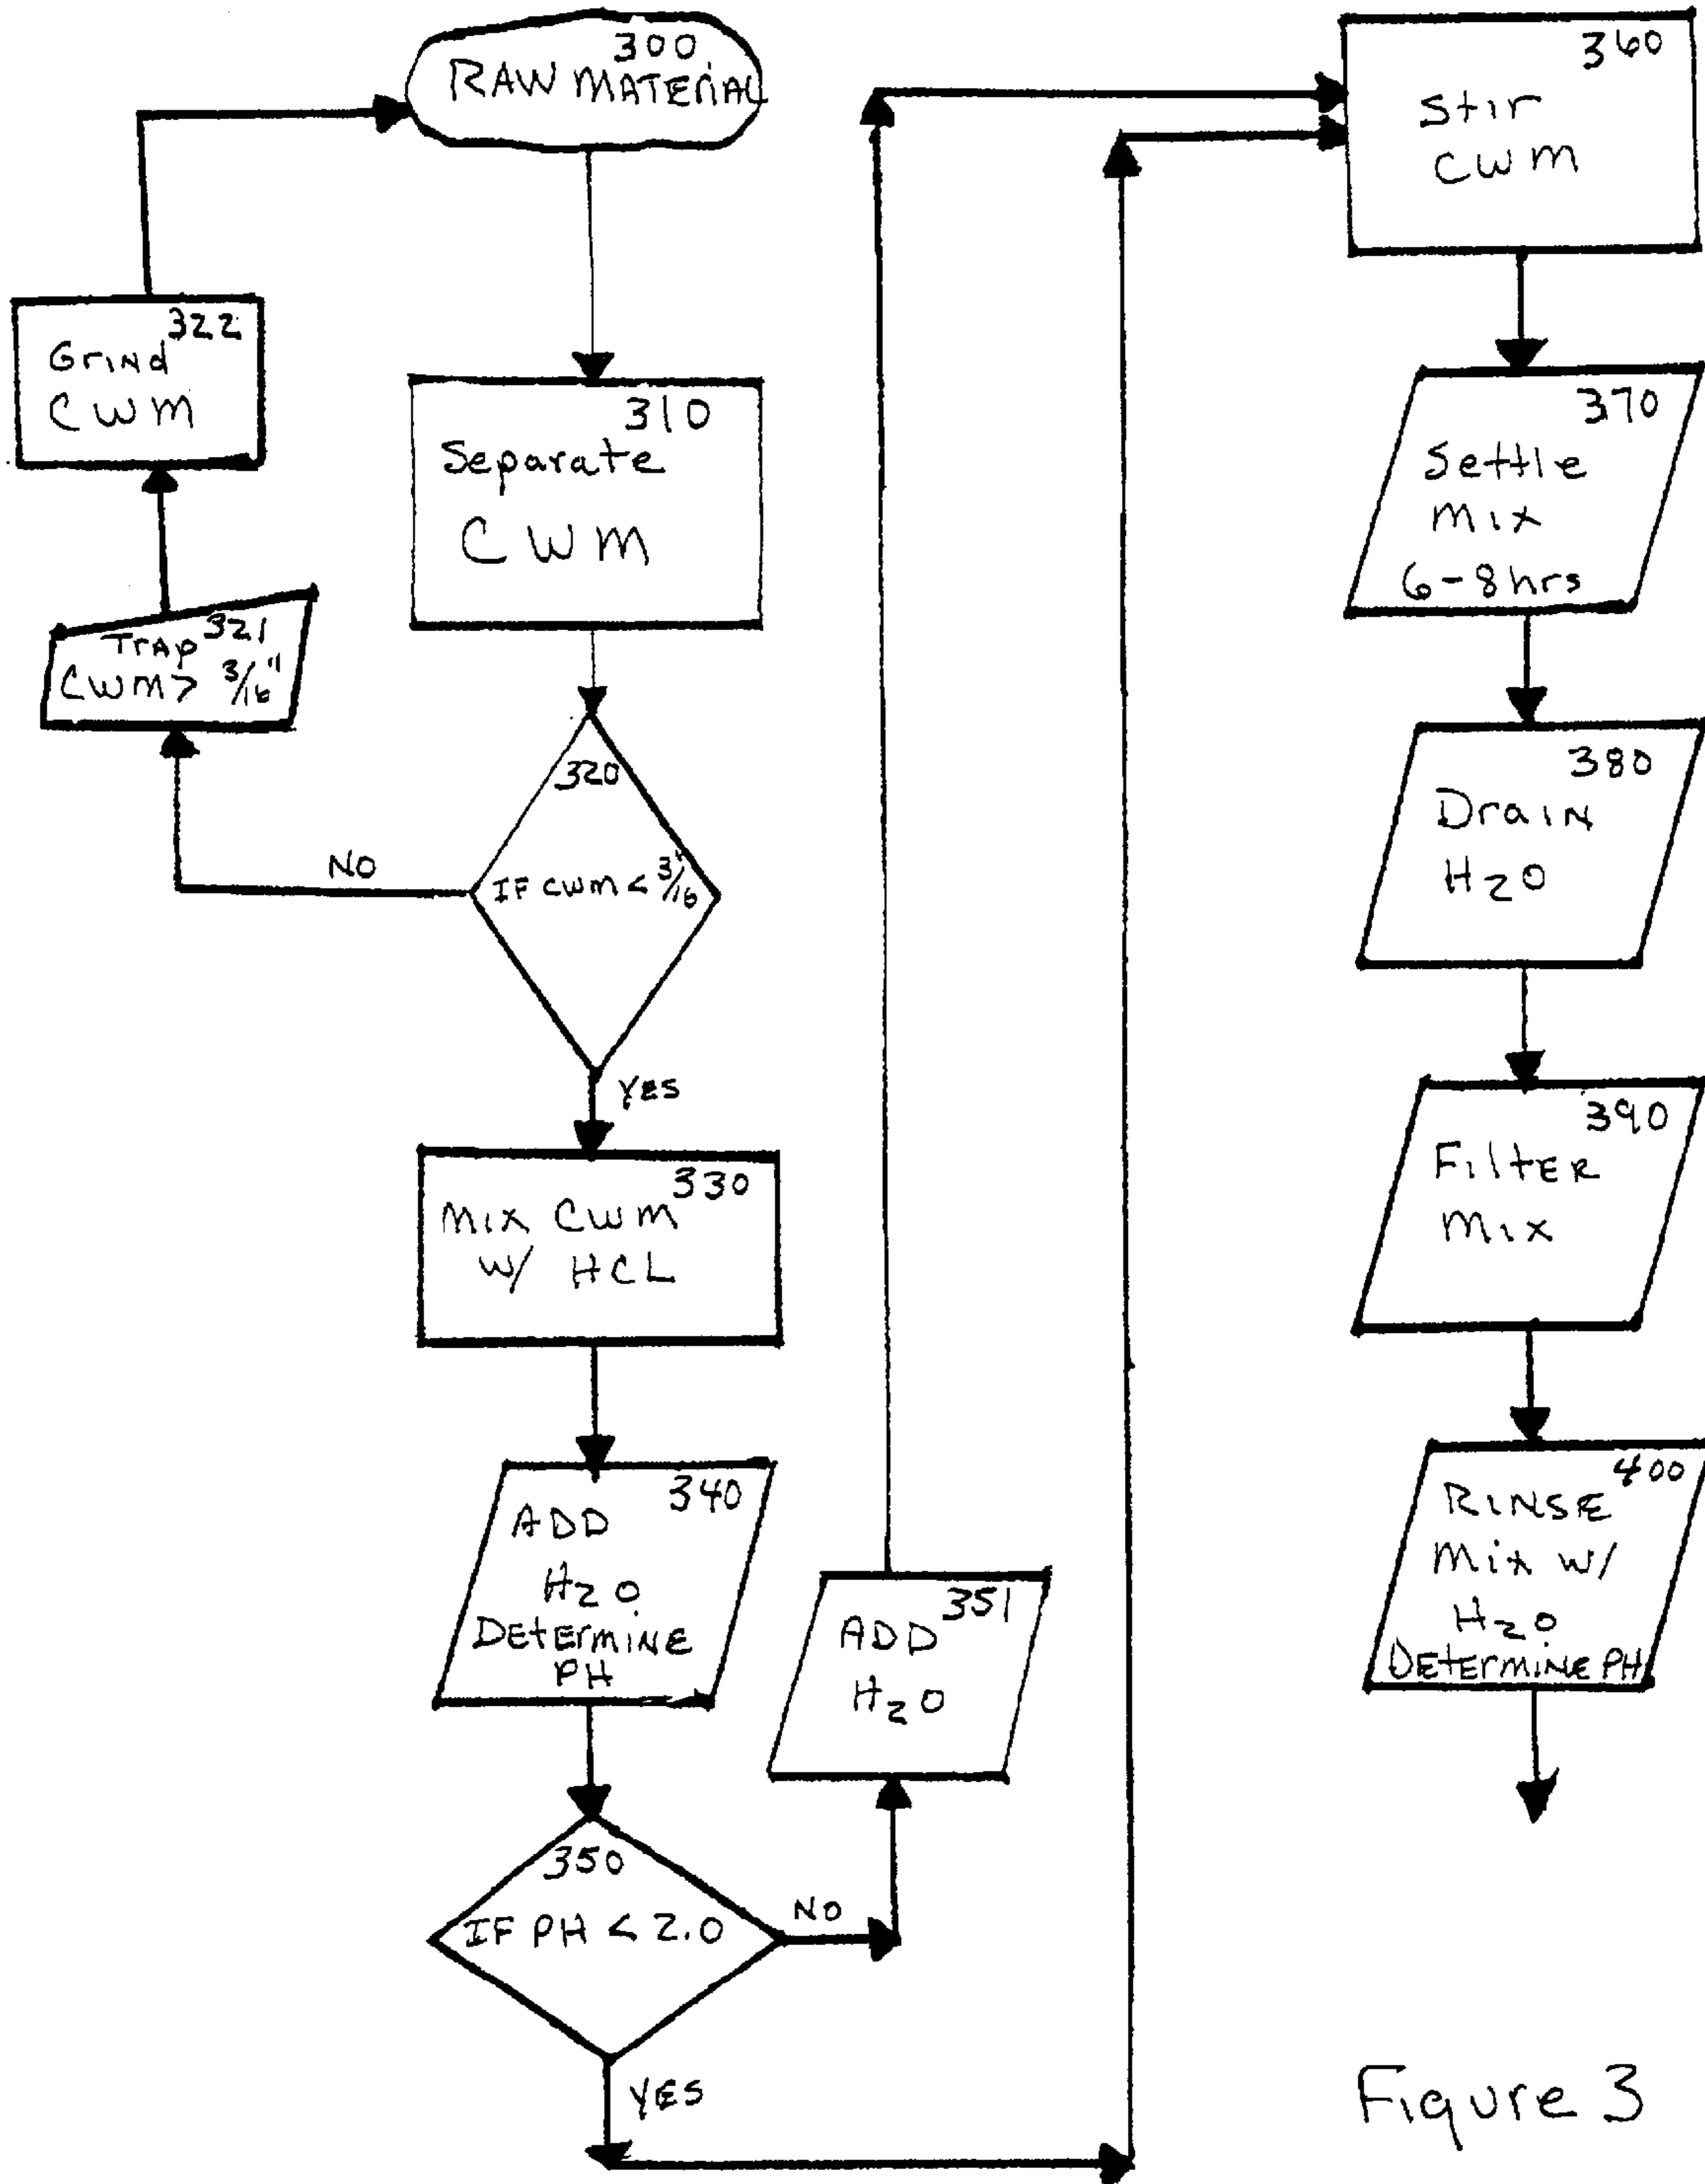 300
RAW MATERIAL
322
Grind
CWM
310
Separate
CWM
321
Trap
CWM > 3/16"
320
IF CWM < 3/16"
NO
YES
330
Mix CWM
w/ HCL
340
ADD
H2O
DETERMINE
PH
351
ADD
H2O
350
IF PH < 2.0
NO
YES
360
Stir
CWM
370
Settle
Mix
6-8 hrs
380
Drain
H2O
390
Filter
Mix
400
RINSE
Mix w/
H2O
DETERMINE PH
Figure 3